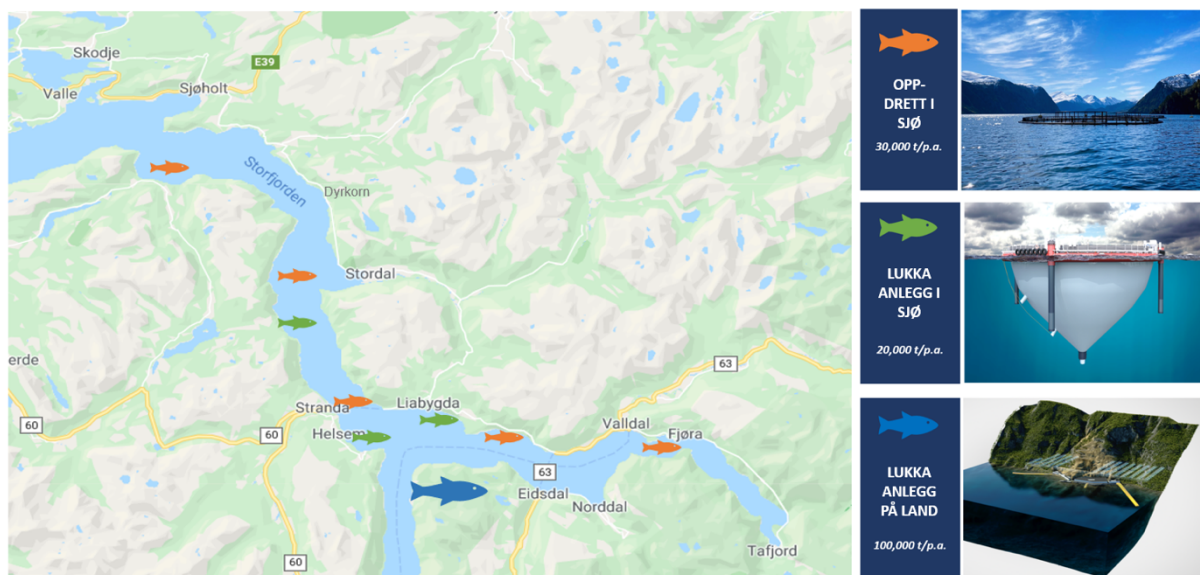 Skodje
E39
Valle
Sjøholt
Storfjorden
Dyrkorn
Stordal
erde
63
Stranda
Liabygda
60
60
Helsem
Valldal
Fjøra
63
Eidsdal
Norddal
60
Tafjord
OPP-
DRETT I
SJØ
30,000 t/p.a.
LUKKA
ANLEGG I
SJØ
20,000 t/p.a.
LUKKA
ANLEGG
PÅ LAND
100,000 t/p.a.